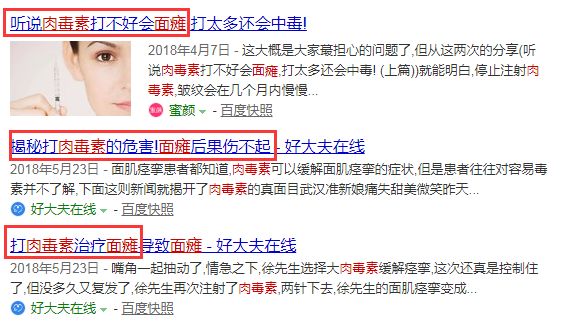 听说肉毒素打不好会面瘫,打太多还会中毒!
2018年4月7日 - 这大概是大家最担心的问题了,但从这两次的分享(听
说肉毒素打不好会面瘫,打太多还会中毒! (上篇))就能明白,停止注射肉
毒素,皱纹会在几个月内慢慢...
蜜颜 - 百度快照
揭秘打肉毒素的危害!面瘫后果伤不起 - 好大夫在线
2018年5月23日 - 面肌痉挛患者都知道,肉毒素可以缓解面肌痉挛的症状,但是患者往往对容易毒
素并不了解,下面这则新闻就揭开了肉毒素的真面目武汉准新娘痛失甜美微笑昨天...
好大夫在线 - 百度快照
打肉毒素治疗面瘫导致面瘫 - 好大夫在线
2018年5月23日 - 嘴角一起抽动了,情急之下,徐先生选择大肉毒素缓解痉挛,这次还真是控制住
了,但没多久又复发了,徐先生再次注射了肉毒素,两针下去,徐先生的面肌痉挛变成...
好大夫在线 - 百度快照